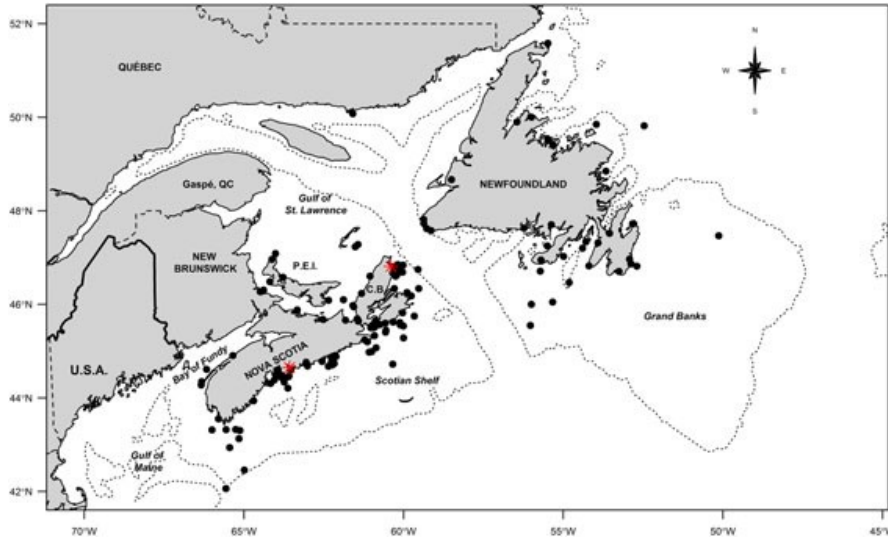 52°N
50°N
48°N
46°N
44°N
42°N
N
W E
S
QUÉBEC
Gaspé, QC
NEWFOUNDLAND
Gulf of
St. Lawrence
NEW
BRUNSWICK
P.E.I.
C.B.
Grand Banks
U.S.A.
Bay of Fundy
NOVA SCOTIA
Scotian Shelf
Gulf of
Maine
70°W 65°W 60°W 55°W 50°W 45°W